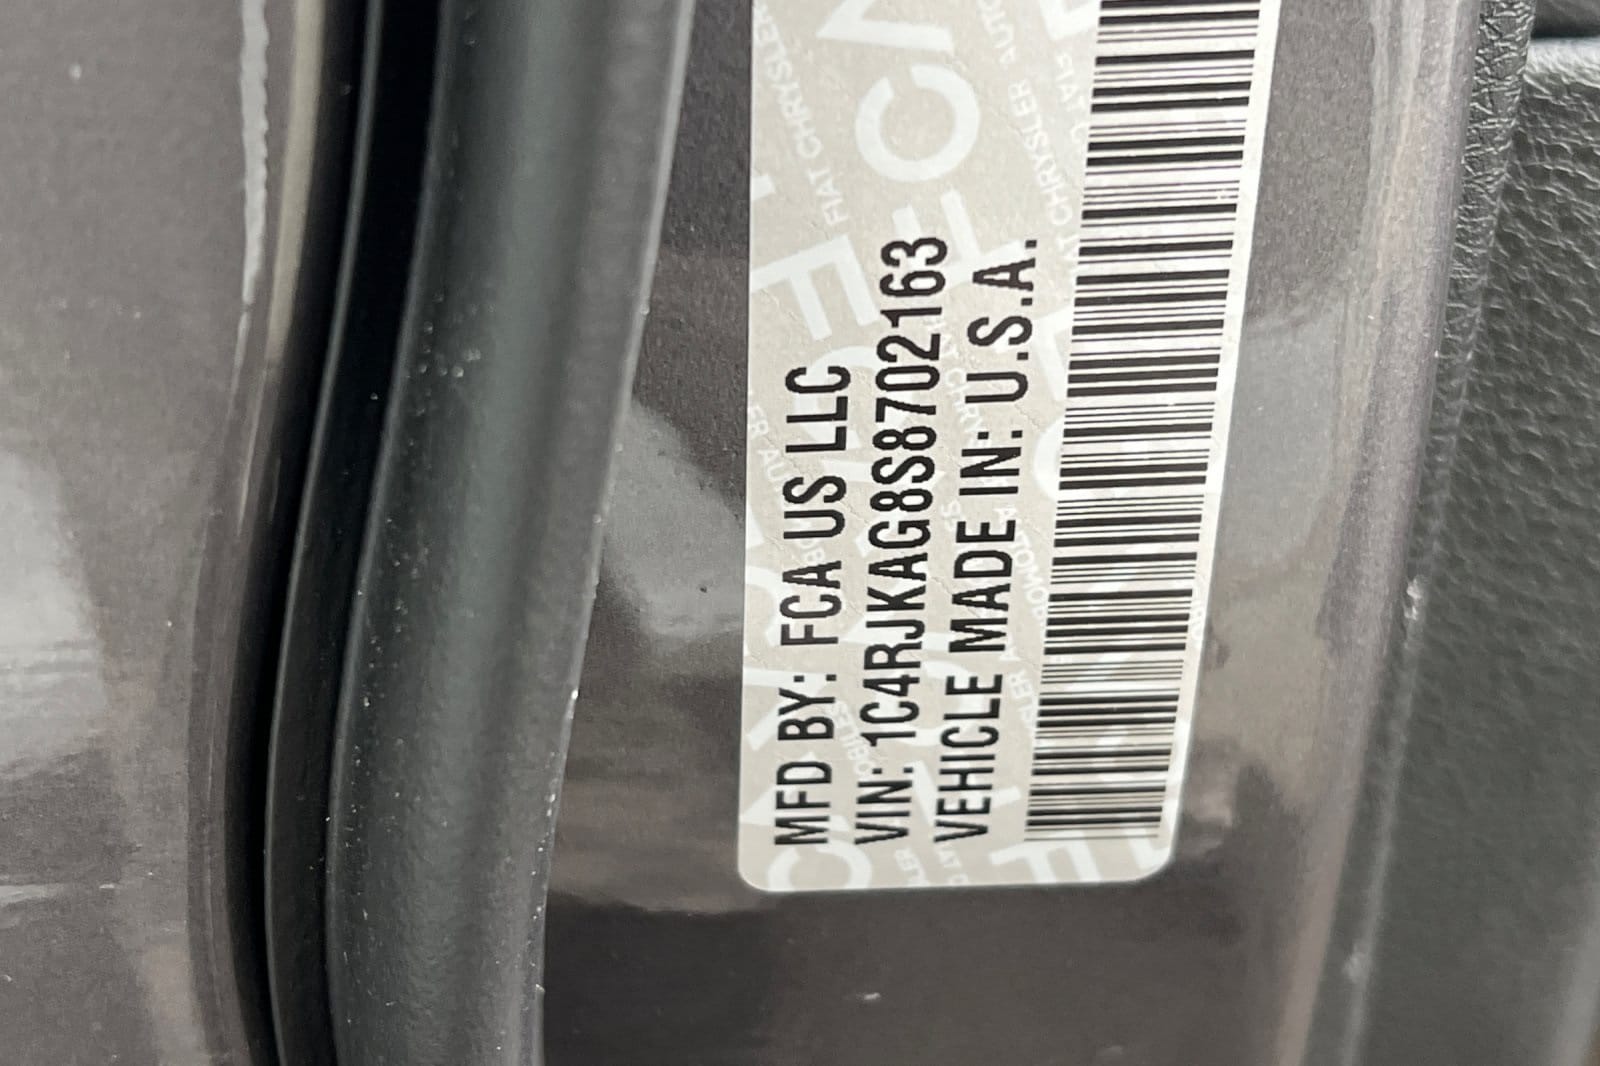 MFD BY: FCA US LLC
VIN: 1C4RJKAG8S8702163
VEHICLE MADE IN: U.S.A.